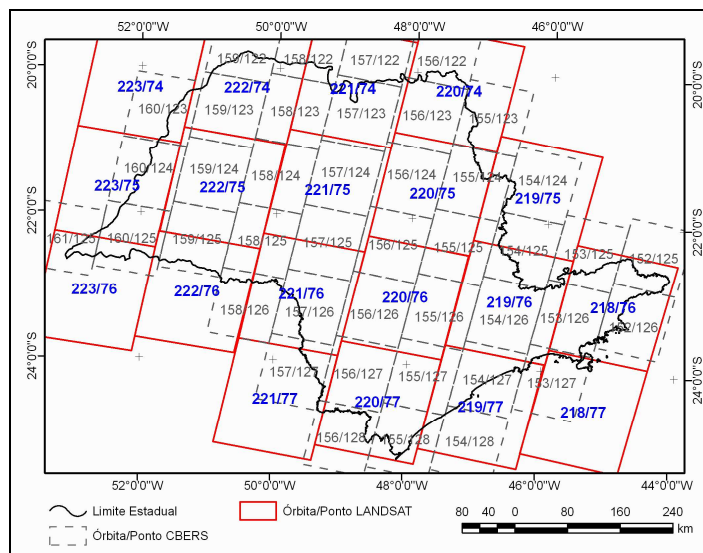 52°0'0"W 50°0'0"W 48°0'0"W 46°0'0"W
20°0'0"S 20°0'0"S
159/122 158/122 157/122 156/122
223/74 222/74 221/74 220/74
160/123 159/123 158/123 157/123 156/123 155/123
160/124 159/124 158/124 157/124 156/124 155/124 154/124
223/75 222/75 221/75 220/75 219/75
22°0'0"S 22°0'0"S
161/125 160/125 159/125 158/125 157/125 156/125 155/125 154/125 153/125 152/125
223/76 222/76 221/76 220/76 219/76 218/76
158/126 157/126 156/126 155/126 154/126 153/126 152/126
24°0'0"S 24°0'0"S
157/127 156/127 155/127 154/127 153/127
221/77 220/77 219/77 218/77
156/128 155/128 154/128
52°0'0"W 50°0'0"W 48°0'0"W 46°0'0"W 44°0'0"W
Limite Estadual Órbita/Ponto LANDSAT
Órbita/Ponto CBERS
80 40 0 80 160 240
km